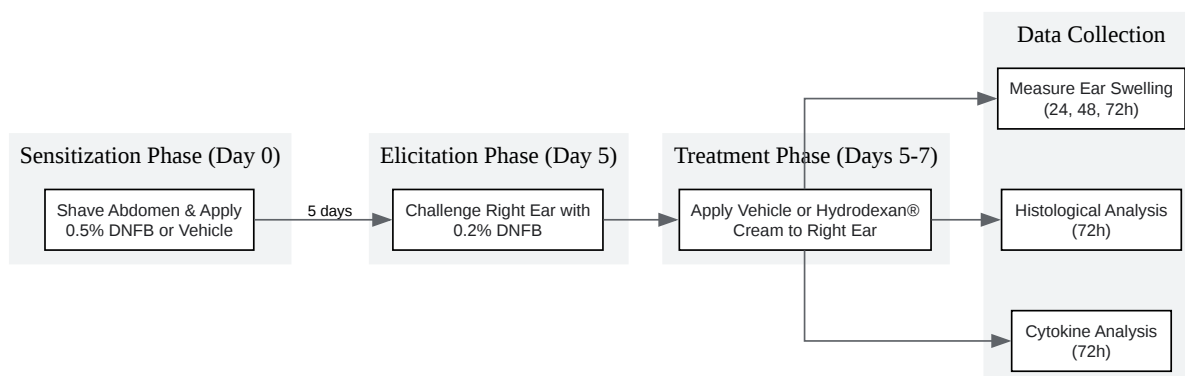 Data Collection
Measure Ear Swelling
(24, 48, 72h)
Sensitization Phase (Day 0)
Elicitation Phase (Day 5)
Treatment Phase (Days 5-7)
Shave Abdomen & Apply
0.5% DNFB or Vehicle
5 days
Challenge Right Ear with
0.2% DNFB
Apply Vehicle or Hydrodexan®
Cream to Right Ear
Histological Analysis
(72h)
Cytokine Analysis
(72h)